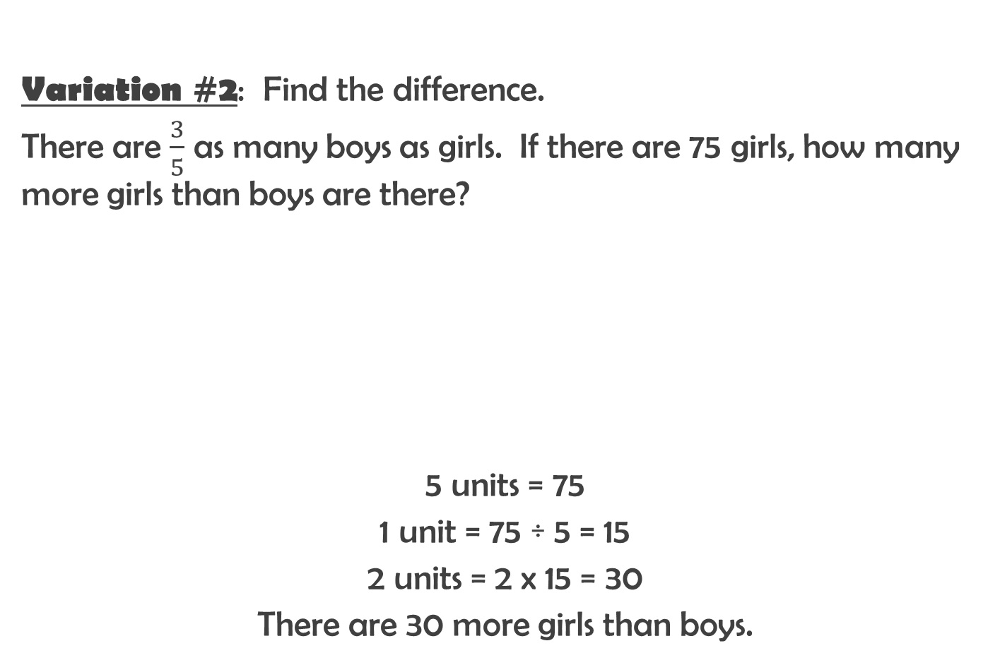 Variation #2: Find the difference.
There are 3/5 as many boys as girls. If there are 75 girls, how many
more girls than boys are there?
5 units = 75
1 unit = 75 ÷ 5 = 15
2 units = 2 x 15 = 30
There are 30 more girls than boys.